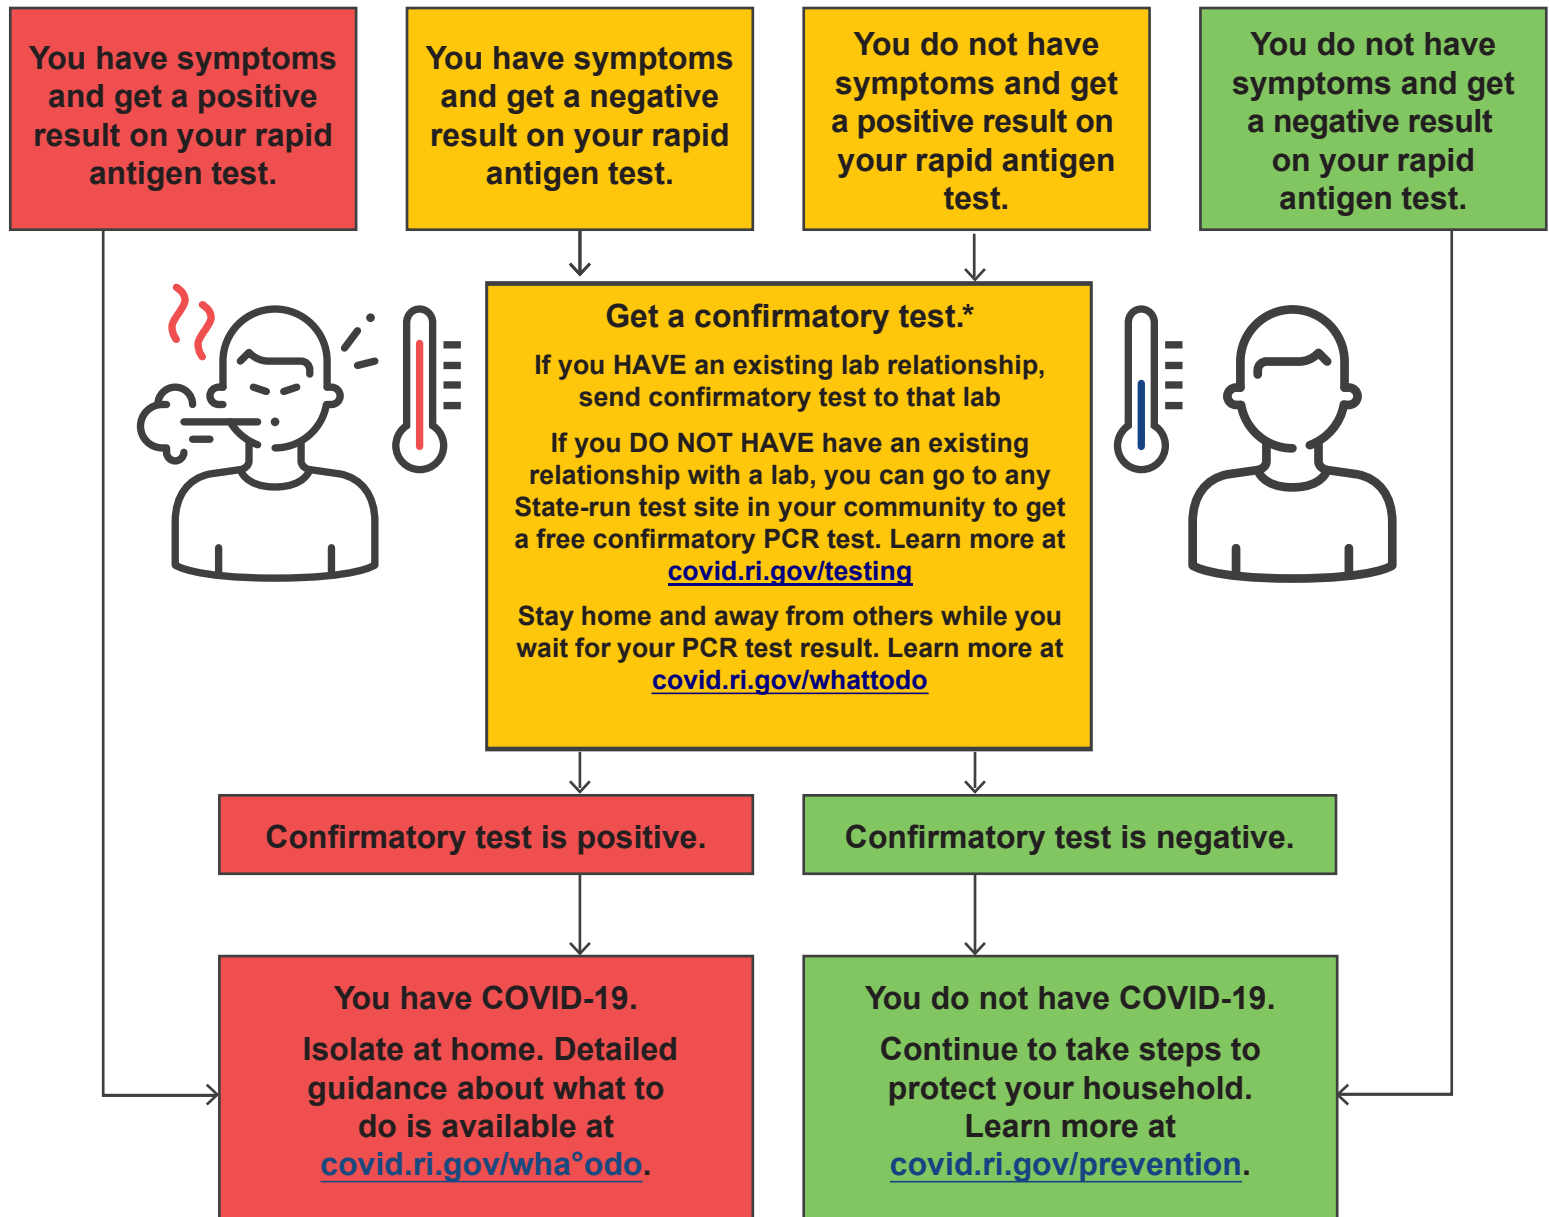 You have symptoms
and get a positive
result on your rapid
antigen test.
You have symptoms
and get a negative
result on your rapid
antigen test.
You do not have
symptoms and get
a positive result on
your rapid antigen
test.
You do not have
symptoms and get
a negative result
on your rapid
antigen test.
Get a confirmatory test.*
If you HAVE an existing lab relationship,
send confirmatory test to that lab
If you DO NOT HAVE have an existing
relationship with a lab, you can go to any
State-run test site in your community to get
a free confirmatory PCR test. Learn more at
covid.ri.gov/testing
Stay home and away from others while you
wait for your PCR test result. Learn more at
covid.ri.gov/whattodo
Confirmatory test is positive.
Confirmatory test is negative.
You have COVID-19.
Isolate at home. Detailed
guidance about what to
do is available at
covid.ri.gov/wha°odo.
You do not have COVID-19.
Continue to take steps to
protect your household.
Learn more at
covid.ri.gov/prevention.